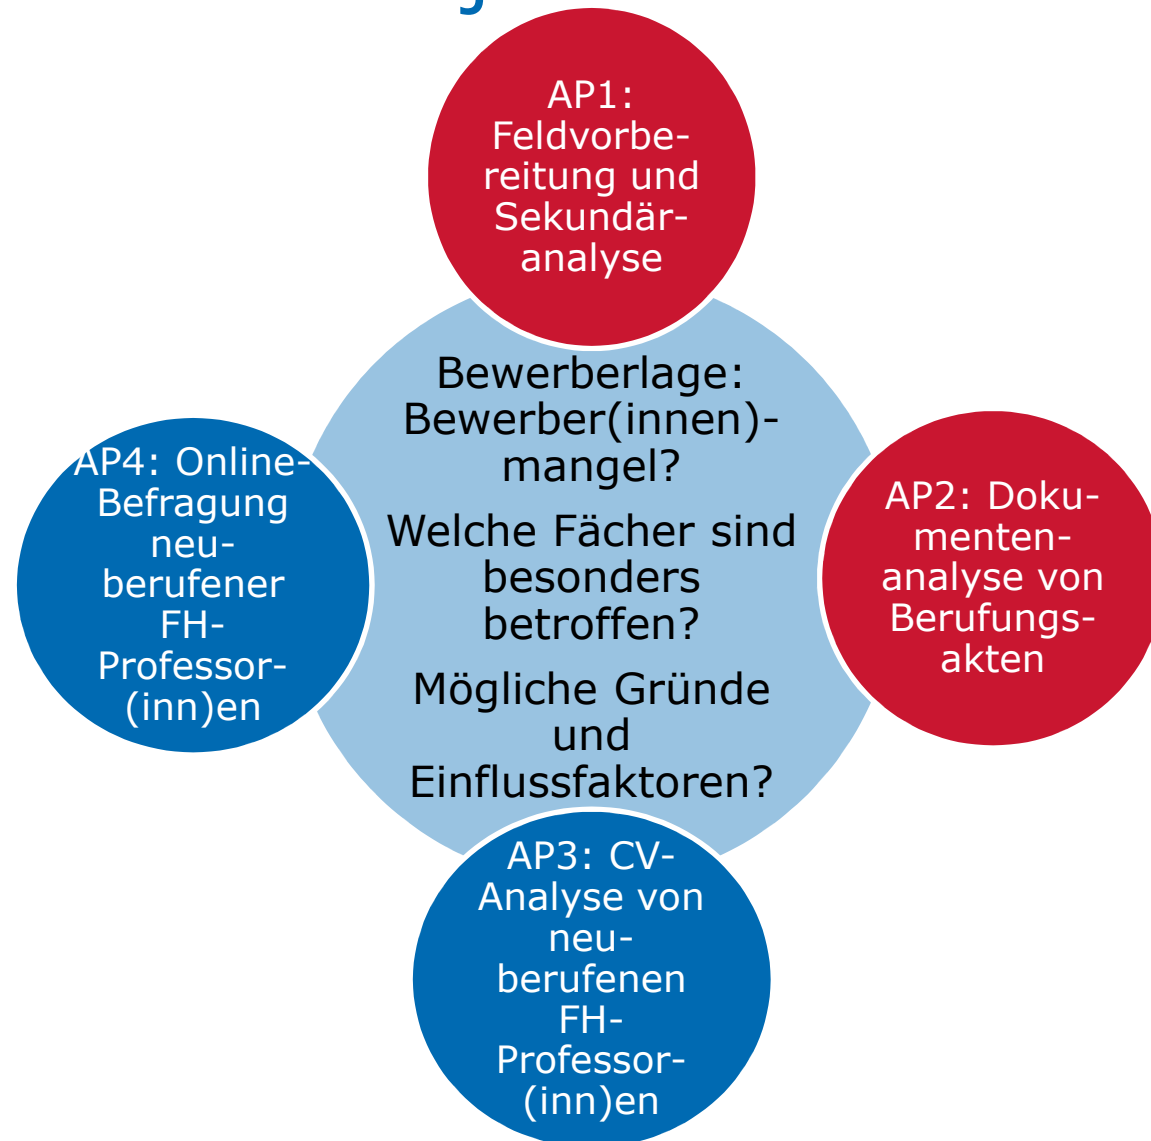 AP1:
Feldvorbe-
reitung und
Sekundär-
analyse
Bewerberlage:
Bewerber(innen)-
mangel?
Welche Fächer sind
besonders
betroffen?
Mögliche Gründe
und
Einflussfaktoren?
AP2: Doku-
menten-
analyse von
Berufungs-
akten
AP3: CV-
Analyse von
neu-
berufenen
FH-
Professor-
(inn)en
AP4: Online-
Befragung
neu-
berufener
FH-
Professor-
(inn)en